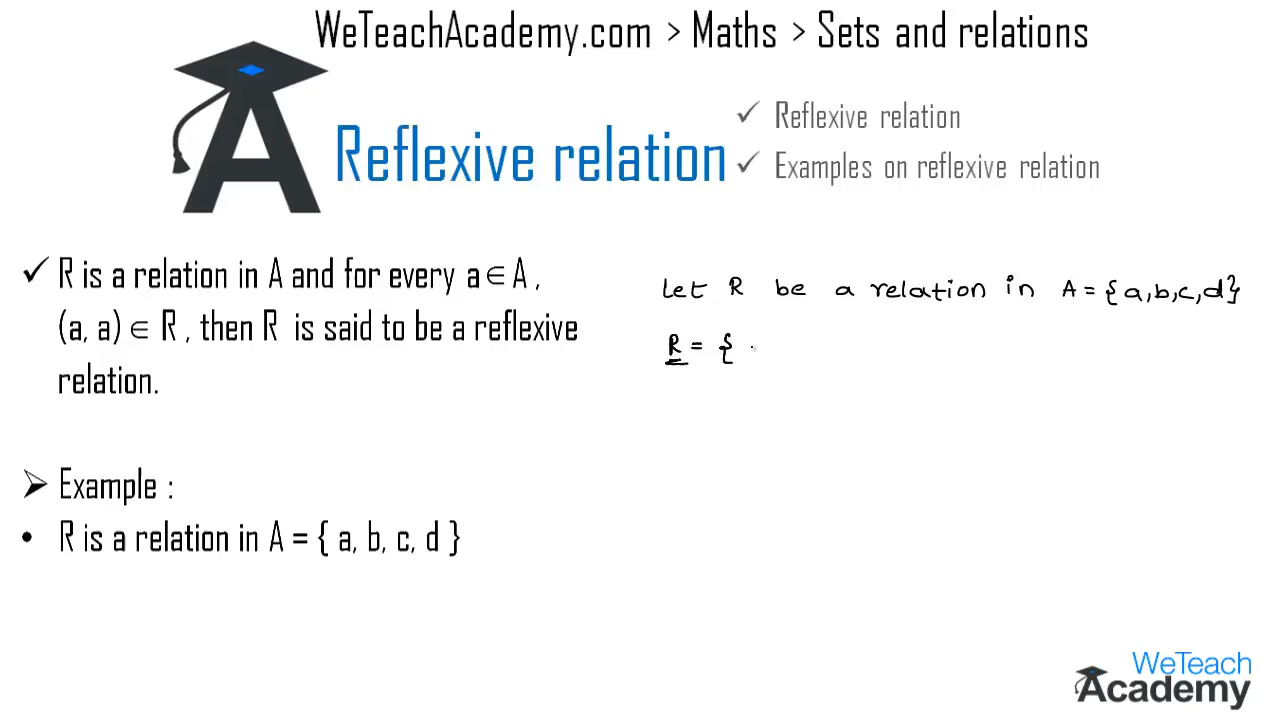 WeTeachAcademy.com > Maths > Sets and relations
Reflexive relation
✓ Reflexive relation
✓ Examples on reflexive relation
✓ R is a relation in A and for every a ∈ A ,
(a, a) ∈ R , then R is said to be a reflexive
relation.
➢ Example :
• R is a relation in A = { a, b, c, d }
Let R be a relation in A = {a,b,c,d}
R = {
WeTeach
Academy